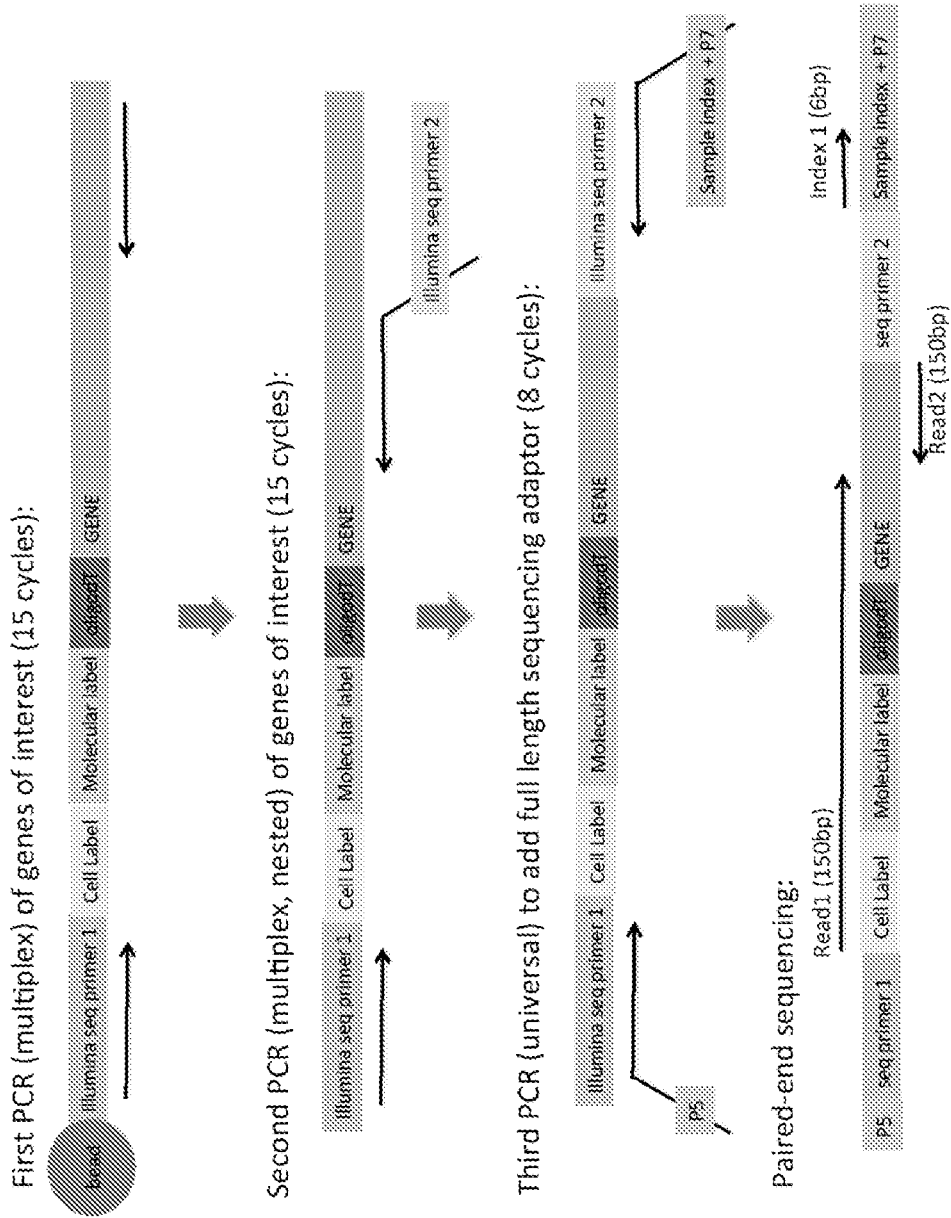 First PCR (multiplex) of genes of interest (15 cycles):
bead Illumina seq primer 1 Cell Label Molecular label oligodT GENE
Second PCR (multiplex, nested) of genes of interest (15 cycles):
Illumina seq primer 1 Cell Label Molecular label oligodT GENE
Illumina seq primer 2
Third PCR (universal) to add full length sequencing adaptor (8 cycles):
Illumina seq primer 1 Cell Label Molecular label oligodT GENE Illumina seq primer 2
P5 Sample index + P7
Paired-end sequencing:
Read1 (150bp) Index 1 (6bp)
P5 seq primer 1 Cell Label Molecular label oligodT GENE seq primer 2 Sample index + P7
Read2 (150bp)